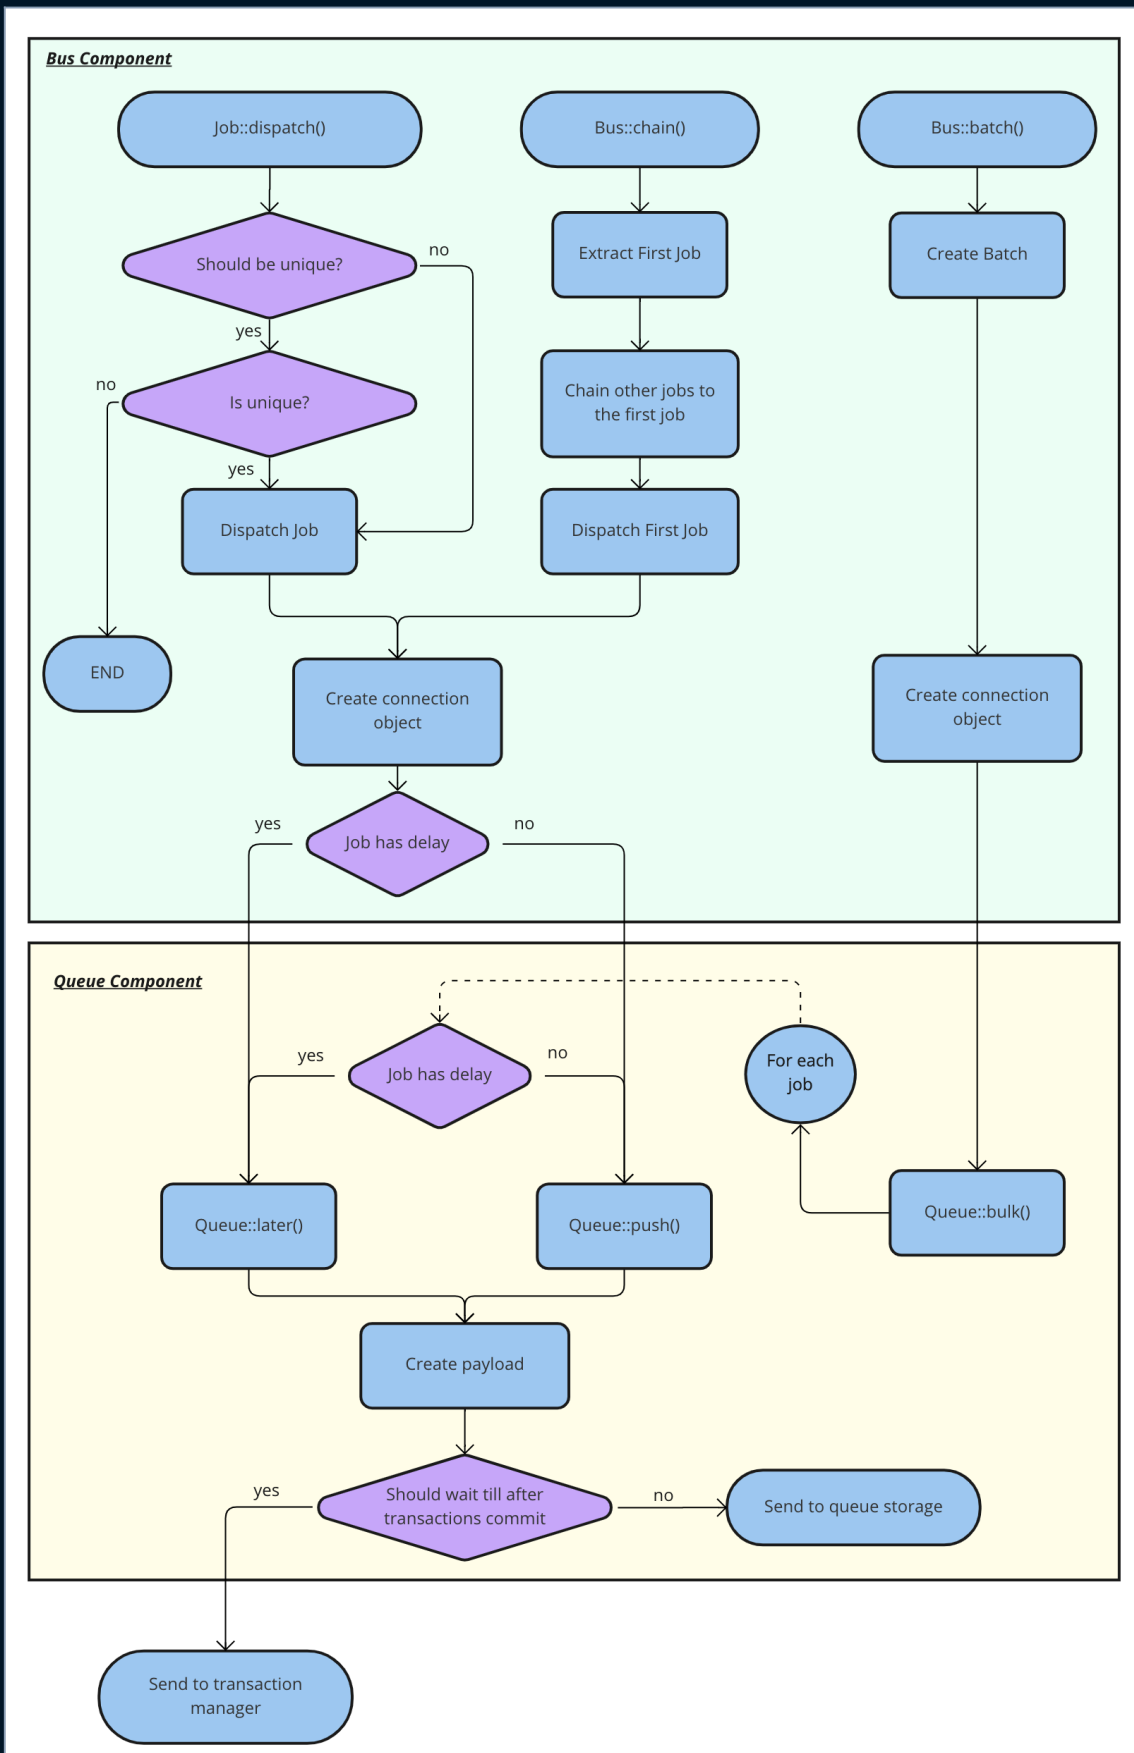 Bus Component
Job::dispatch()
Bus::chain()
Bus::batch()
Should be unique?
no
Extract First Job
Create Batch
yes
Is unique?
no
Chain other jobs to
the first job
yes
Dispatch Job
Dispatch First Job
END
Create connection
object
Create connection
object
yes
Job has delay
no
Queue Component
yes
Job has delay
no
For each
job
Queue::later()
Queue::push()
Queue::bulk()
Create payload
yes
Should wait till after
transactions commit
no
Send to queue storage
Send to transaction
manager